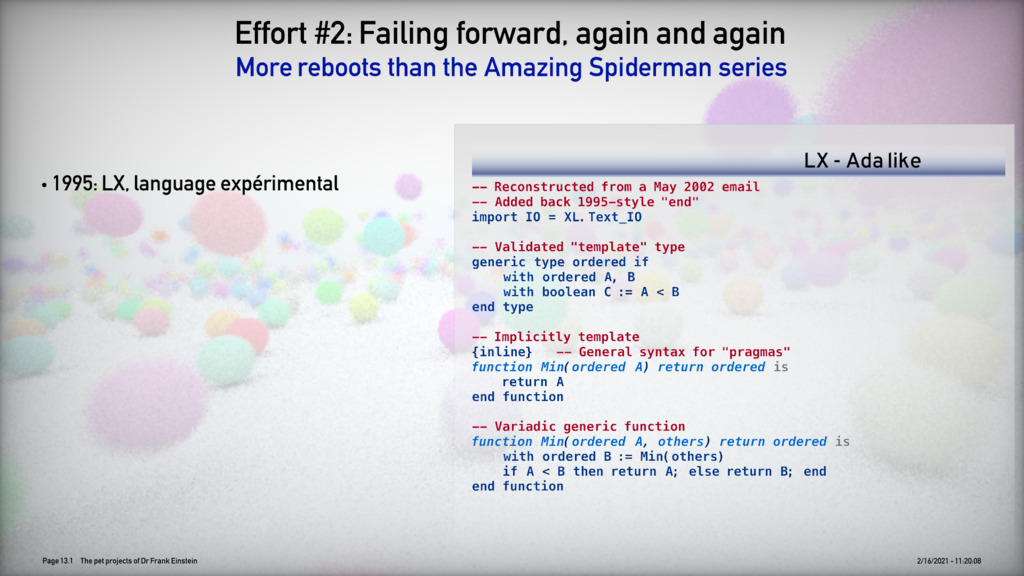 Effort #2: Failing forward, again and again
More reboots than the Amazing Spiderman series
• 1995: LX, language expérimental
LX - Ada like
-- Reconstructed from a May 2002 email
-- Added back 1995-style "end"
import IO = XL.Text_IO
-- Validated "template" type
generic type ordered if
    with ordered A, B
    with boolean C := A < B
end type
-- Implicitly template
{inline}   -- General syntax for "pragmas"
function Min(ordered A) return ordered is
    return A
end function
-- Variadic generic function
function Min(ordered A, others) return ordered is
    with ordered B := Min(others)
    if A < B then return A; else return B; end
end function
Page 13.1 The pet projects of Dr Frank Einstein
2/16/2021 - 11:20:08